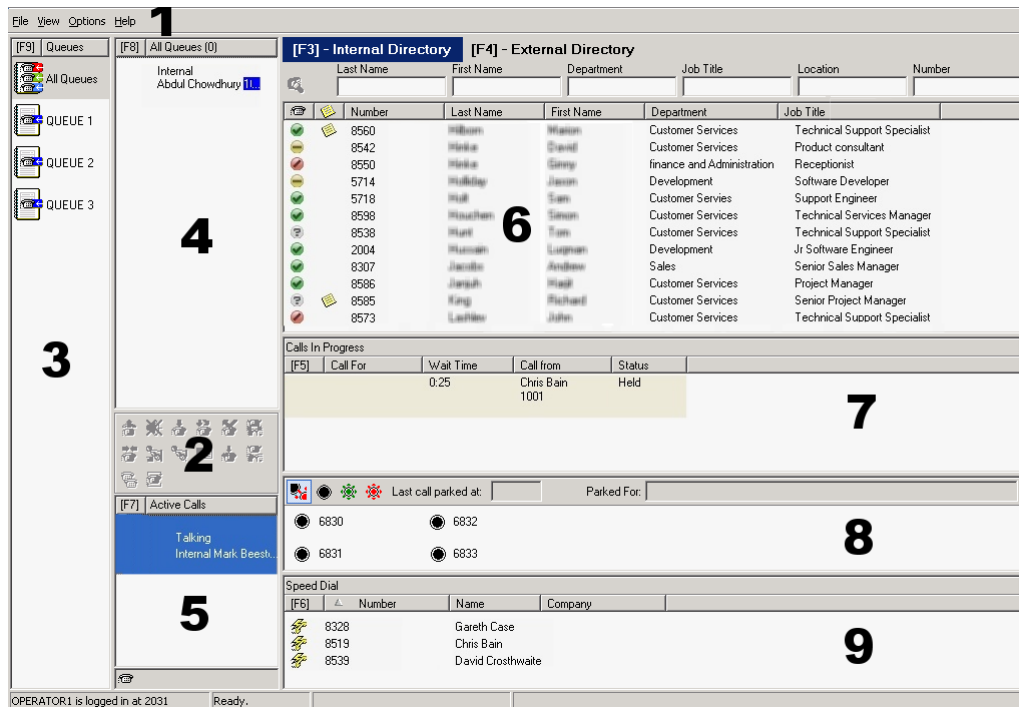 File View Options Help 1
[F9] Queues
All Queues
QUEUE 1
QUEUE 2
QUEUE 3
3
[F8] All Queues (0)
Internal
Abdul Chowdhury
4
2
[F7] Active Calls
Talking
Internal Mark
5
[F3] - Internal Directory [F4] - External Directory
Last Name First Name Department Job Title Location Number
Number Last Name First Name Department Job Title
8560 Customer Services Technical Support Specialist
8542 Customer Services Product consultant
8550 finance and Administration Receptionist
5714 Development Software Developer
5718 Customer Servies Support Engineer
8598 Customer Services Technical Services Manager
8538 Customer Services Technical Support Specialist
2004 Development Jr Software Engineer
8307 Sales Senior Sales Manager
8586 Customer Services Project Manager
8585 Customer Services Senior Project Manager
8573 Customer Services Technical Support Specialist
6
Calls In Progress
[F5] Call For Wait Time Call from Status
0:25 Chris Bain Held
1001
7
Last call parked at: Parked For:
6830 6832
6831 6833
8
Speed Dial
[F6] Number Name Company
8328 Gareth Case
8519 Chris Bain
8539 David Crosthwaite
9
OPERATOR1 is logged in at 2031 Ready.